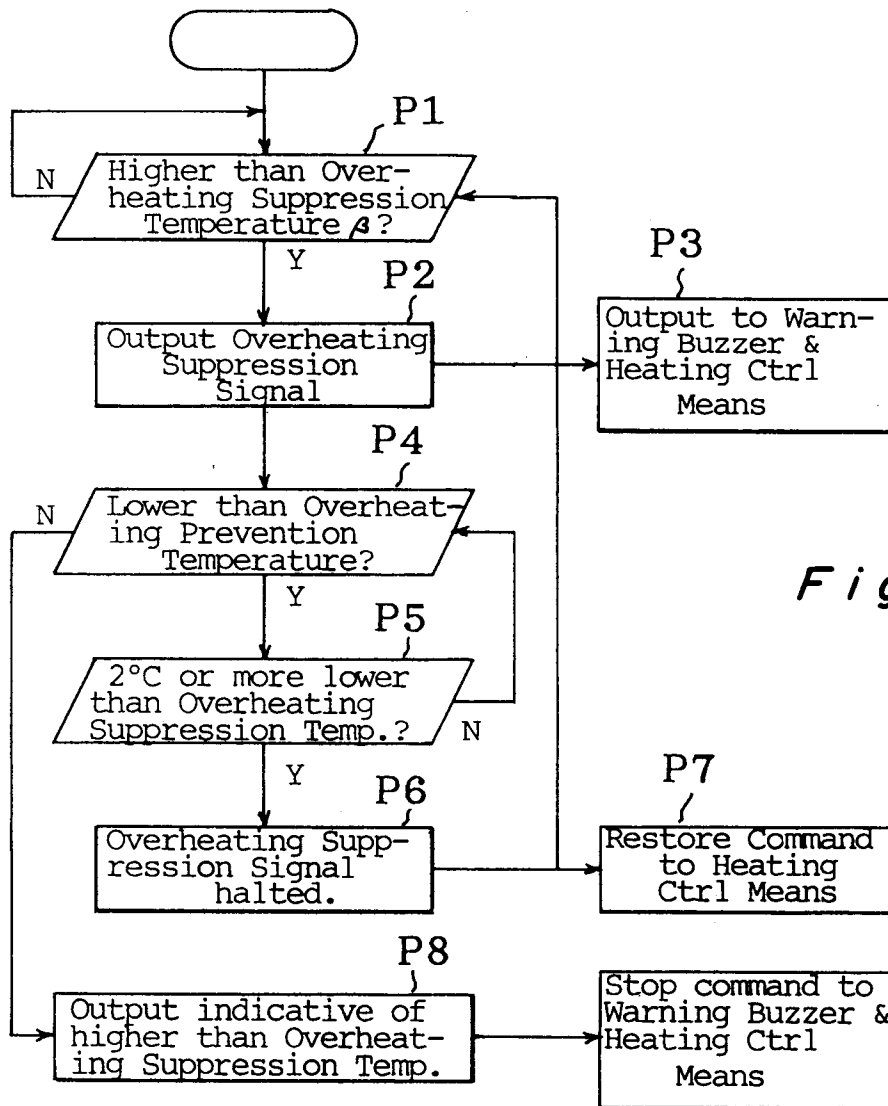 P1
Higher than Over-
heating Suppression
Temperature β?
N
Y
P2
Output Overheating
Suppression
Signal
P3
Output to Warn-
ing Buzzer &
Heating Ctrl
Means
P4
Lower than Overheat-
ing Prevention
Temperature?
N
Y
Fig
P5
2°C or more lower
than Overheating
Suppression Temp.?
N
Y
P6
Overheating Supp-
ression Signal
halted.
P7
Restore Command
to Heating
Ctrl Means
P8
Output indicative of
higher than Overheat-
ing Suppression Temp.
Stop command to
Warning Buzzer &
Heating Ctrl
Means